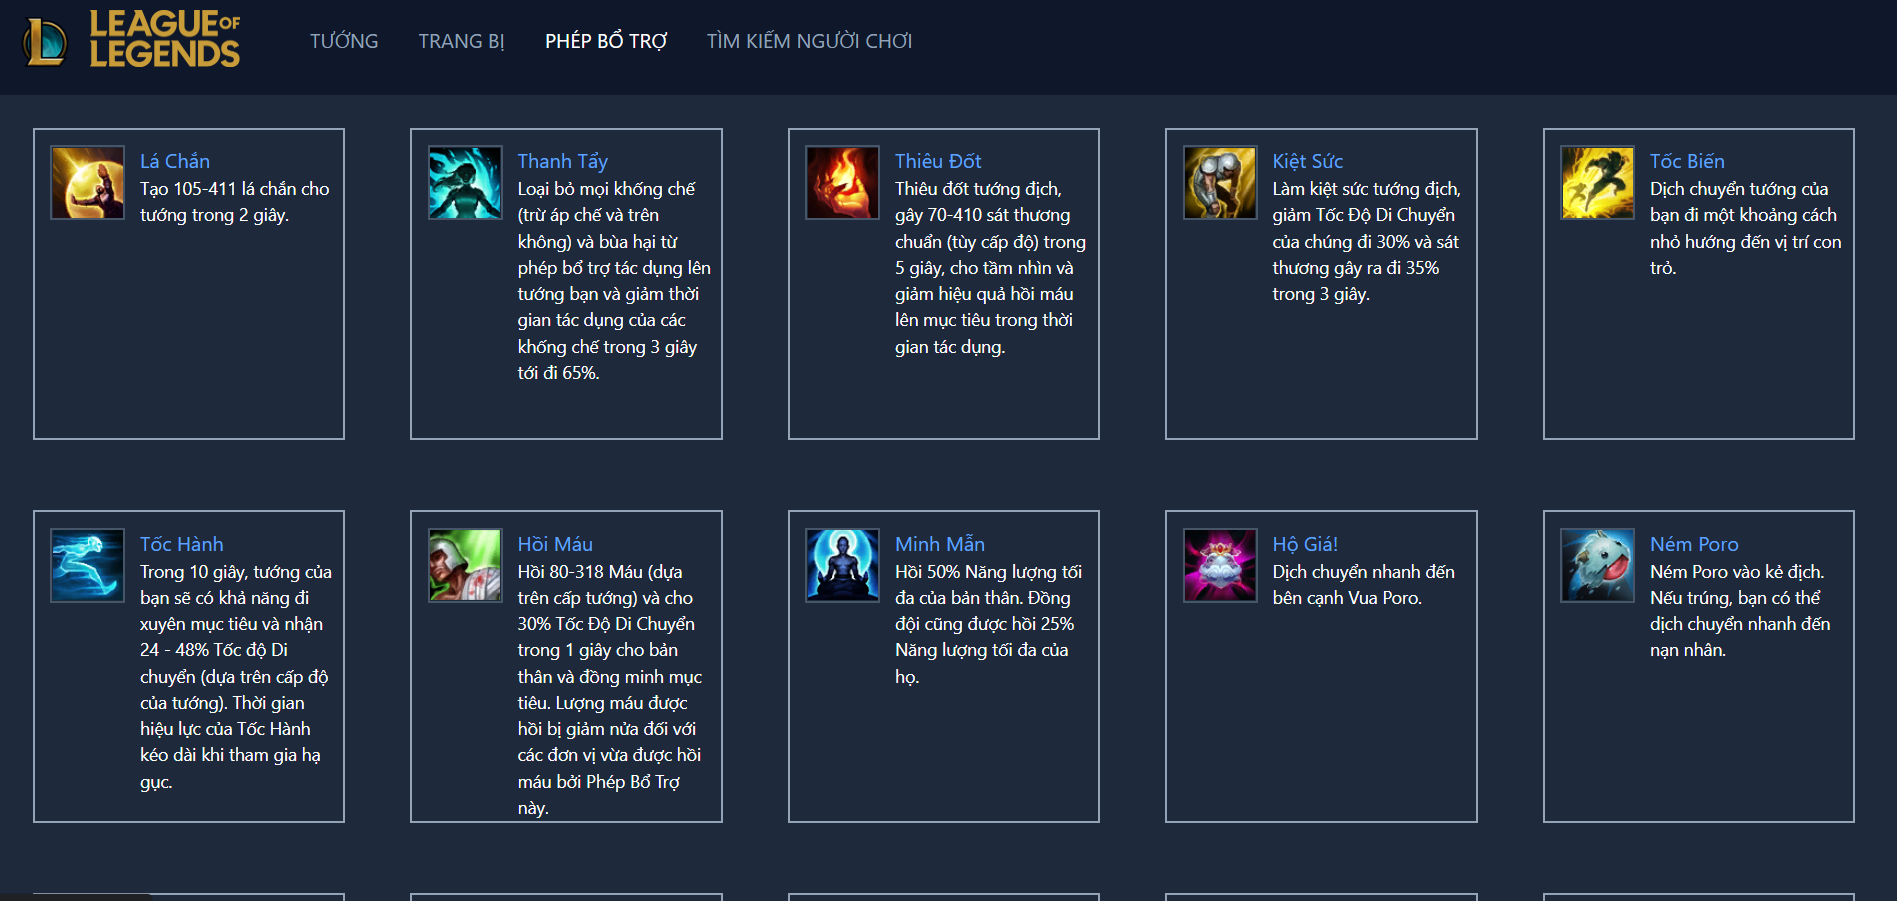 LEAGUE OF
LEGENDS
TƯỚNG
TRANG BỊ
PHÉP BỔ TRỢ
TÌM KIẾM NGƯỜI CHƠI
Lá Chắn
Tạo 105-411 lá chắn cho
tướng trong 2 giây.
Thanh Tẩy
Loại bỏ mọi khống chế
(trừ áp chế và trên
không) và bùa hại từ
phép bổ trợ tác dụng lên
tướng bạn và giảm thời
gian tác dụng của các
khống chế trong 3 giây
tới đi 65%.
Thiêu Đốt
Thiêu đốt tướng địch,
gây 70-410 sát thương
chuẩn (tùy cấp độ) trong
5 giây, cho tầm nhìn và
giảm hiệu quả hồi máu
lên mục tiêu trong thời
gian tác dụng.
Kiệt Sức
Làm kiệt sức tướng địch,
giảm Tốc Độ Di Chuyển
của chúng đi 30% và sát
thương gây ra đi 35%
trong 3 giây.
Tốc Biến
Dịch chuyển tướng của
bạn đi một khoảng cách
nhỏ hướng đến vị trí con
trỏ.
Tốc Hành
Trong 10 giây, tướng của
bạn sẽ có khả năng đi
xuyên mục tiêu và nhận
24 - 48% Tốc độ Di
chuyển (dựa trên cấp độ
của tướng). Thời gian
hiệu lực của Tốc Hành
kéo dài khi tham gia hạ
gục.
Hồi Máu
Hồi 80-318 Máu (dựa
trên cấp tướng) và cho
30% Tốc Độ Di Chuyển
trong 1 giây cho bản
thân và đồng minh mục
tiêu. Lượng máu được
hồi bị giảm nửa đối với
các đơn vị vừa được hồi
máu bởi Phép Bổ Trợ
này.
Minh Mẫn
Hồi 50% Năng lượng tối
đa của bản thân. Đồng
đội cũng được hồi 25%
Năng lượng tối đa của
họ.
Hộ Giá!
Dịch chuyển nhanh đến
bên cạnh Vua Poro.
Ném Poro
Ném Poro vào kẻ địch.
Nếu trúng, bạn có thể
dịch chuyển nhanh đến
nạn nhân.